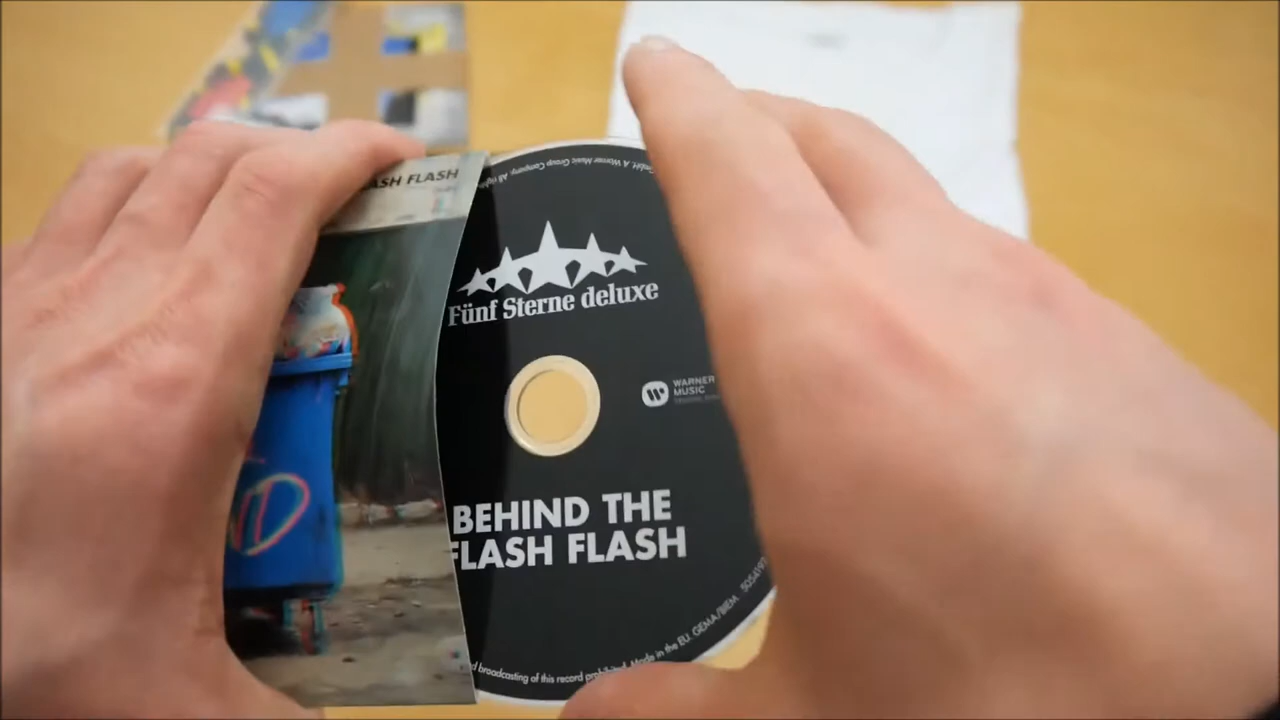 ASH FLASH
GmbH. A Warner Music Group Company. All rights
Fünf Sterne deluxe
WARNER
MUSIC
BEHIND THE
FLASH FLASH
d broadcasting of this record prohibited. Made in the EU. GEMA/BIEM.